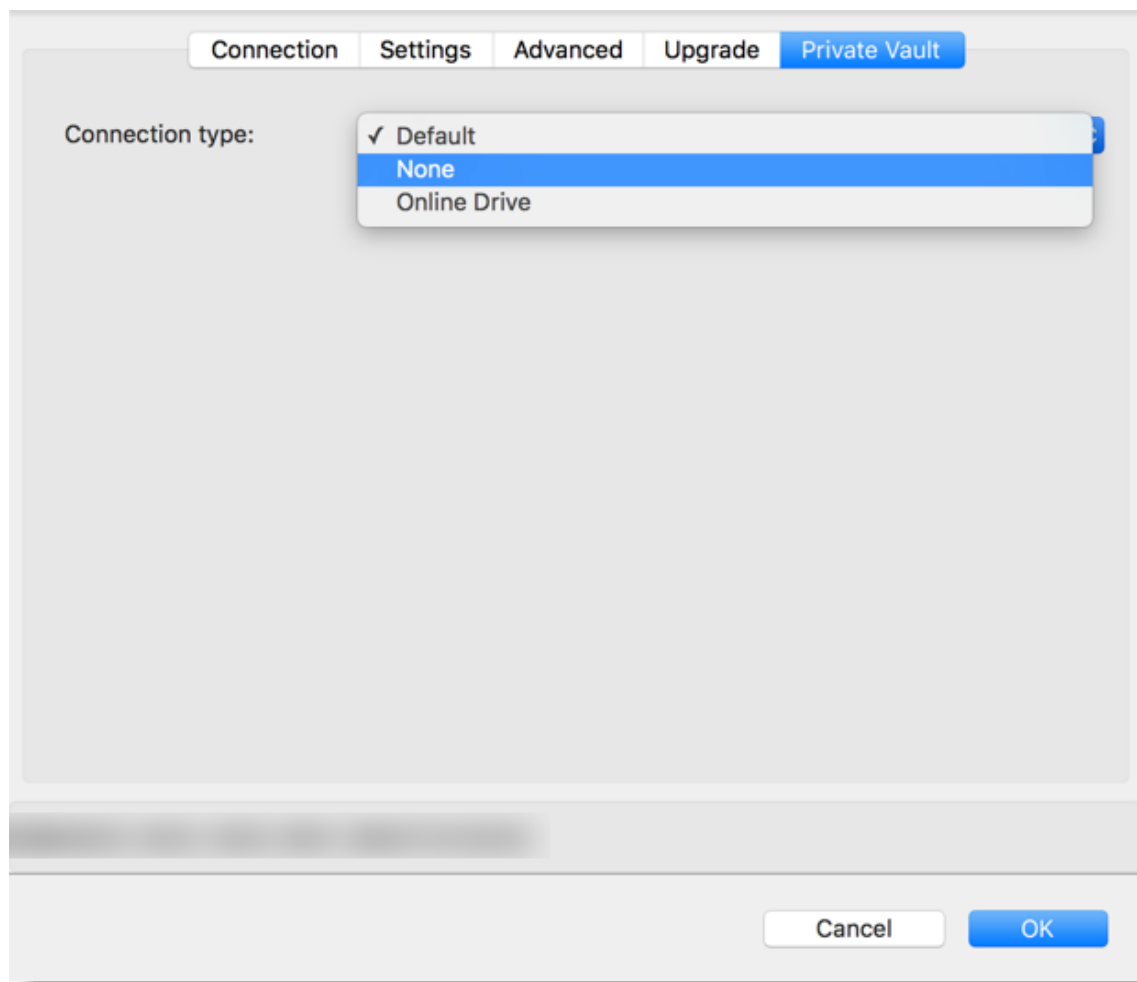 Connection Settings Advanced Upgrade Private Vault
Connection type: ✓ Default
None
Online Drive
Cancel OK